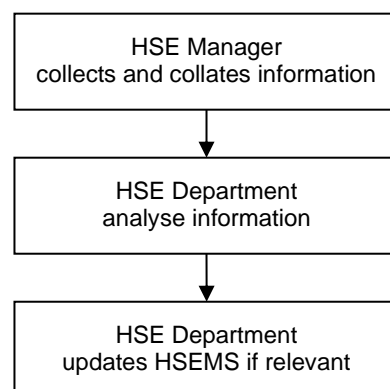 HSE Manager
collects and collates information
HSE Department
analyse information
HSE Department
updates HSEMS if relevant